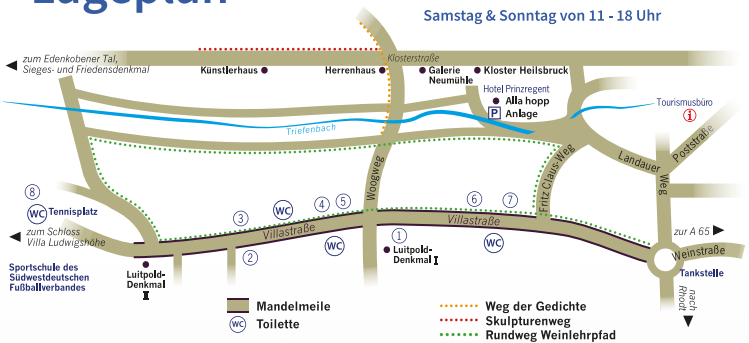 Lageplan
Samstag & Sonntag von 11 - 18 Uhr
zum Edenkobener Tal,
Sieges- und Friedensdenkmal
Klosterstraße
Künstlerhaus
Herrenhaus
Galerie
Neumühle
Kloster Heilsbruck
Hotel Prinzregent
Alla hopp
P Anlage
Tourismusbüro
i
Triefenbach
Woogweg
Fritz Claus-Weg
Landauer
Weg
Poststraße
8
WC Tennisplatz
3
WC
4
5
6
7
Villastraße
Villastraße
zum Schloss
Villa Ludwigshöhe
2
WC
1
Luitpold-
Denkmal I
WC
zur A 65
Weinstraße
Sportschule des
Südwestdeutschen
Fußballverbandes
Luitpold-
Denkmal
II
Tankstelle
nach
Rhodt
Mandelmeile
WC Toilette
Weg der Gedichte
Skulpturenweg
Rundweg Weinlehrpfad